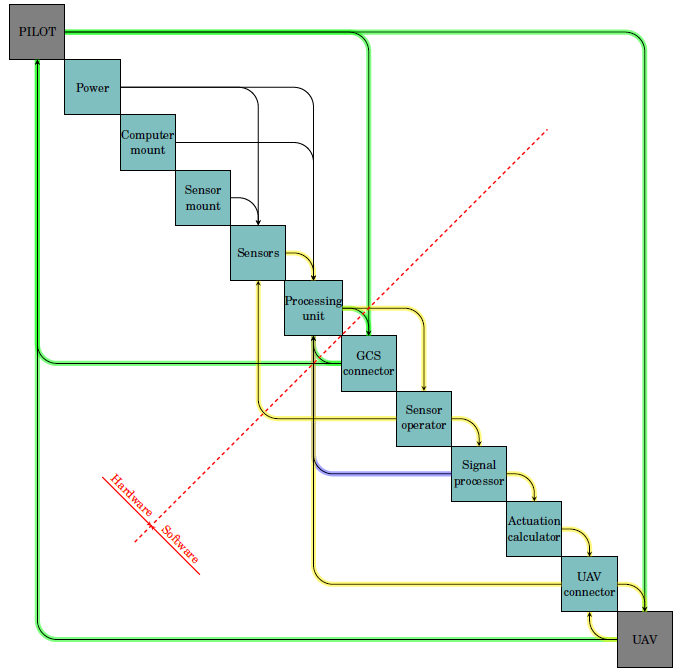 PILOT
Power
Computer
mount
Sensor
mount
Sensors
Processing
unit
GCS
connector
Sensor
operator
Signal
processor
Hardware
Software
Actuation
calculator
UAV
connector
UAV